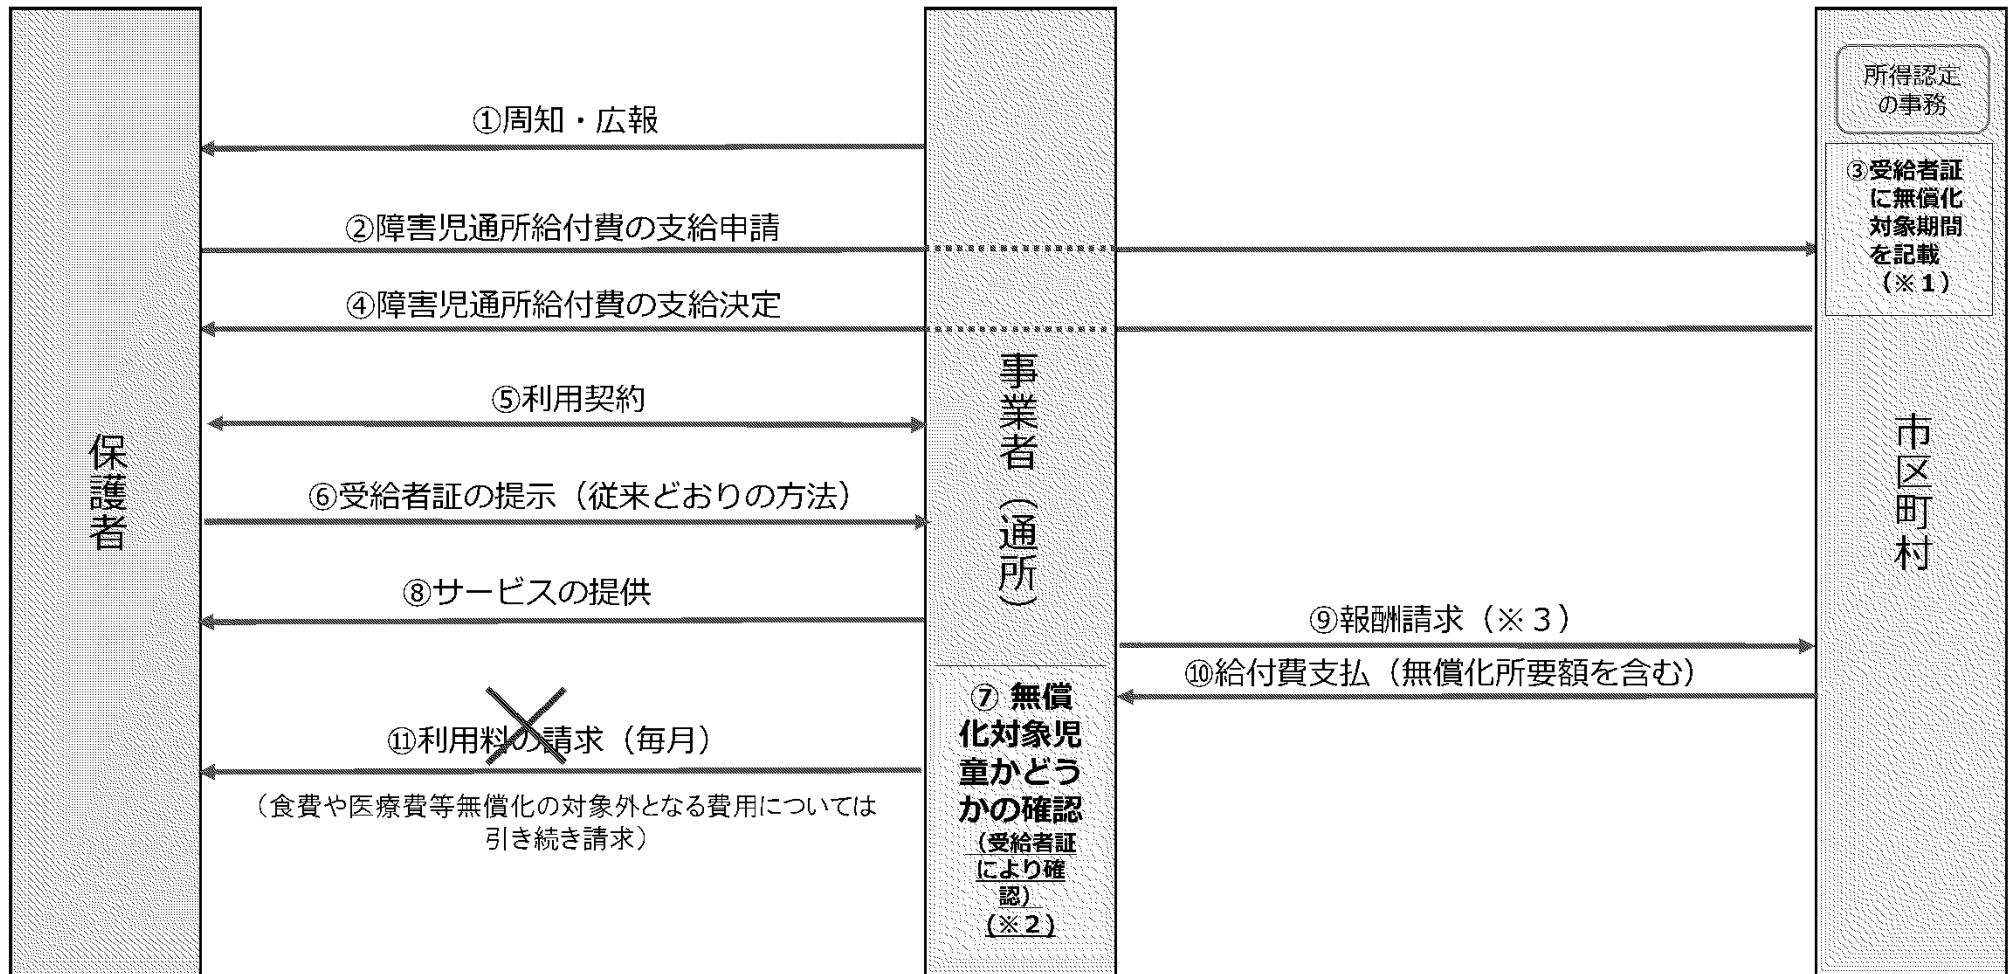 所得認定
の事務
①周知・広報
③受給者証
に無償化
対象期間
を記載
（※１）
②障害児通所給付費の支給申請
④障害児通所給付費の支給決定
⑤利用契約
保護者
事業者（通所）
市区町村
⑥受給者証の提示（従来どおりの方法）
⑧サービスの提供
⑨報酬請求（※３）
⑩給付費支払（無償化所要額を含む）
⑦ 無償
化対象児
童かどう
かの確認
（受給者証
により確
認）
（※２）
⑪利用料の請求（毎月）
（食費や医療費等無償化の対象外となる費用については
引き続き請求）